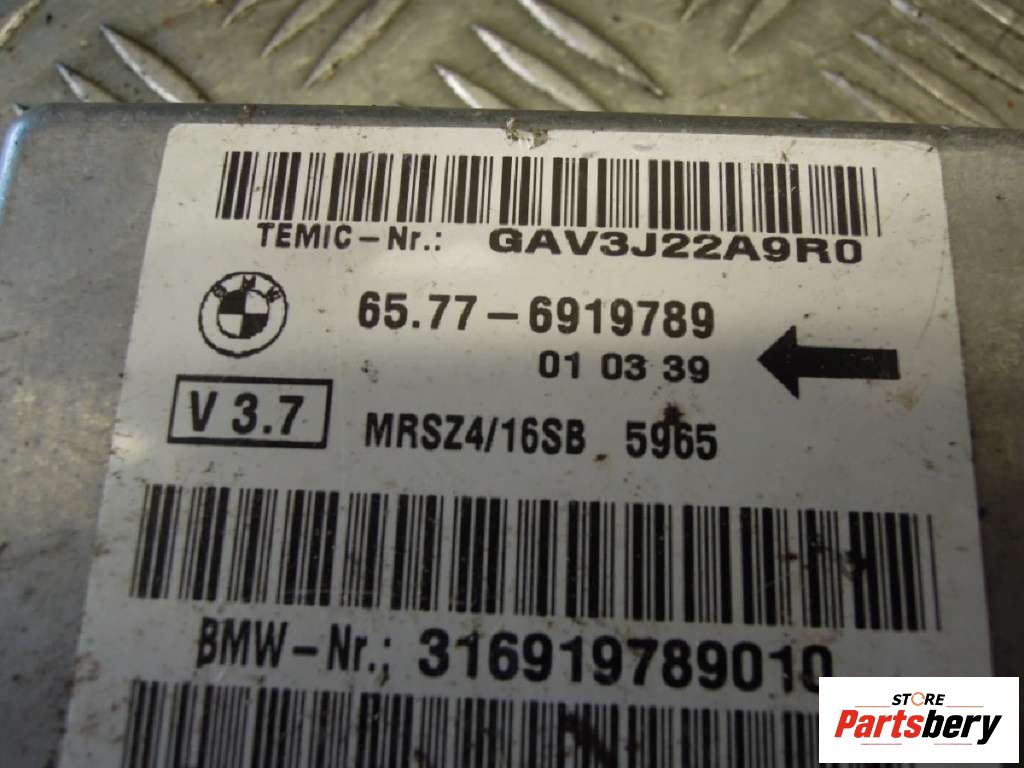 TEMIC-Nr.: GAV3J22A9R0
BMW
65.77-6919789
01 03 39
V 3.7
MRSZ4/16SB 5965
BMW-Nr.; 316919789010
STORE
Partsbery